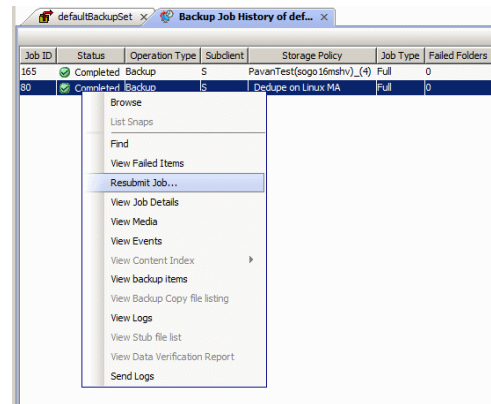 defaultBackupSet × Backup Job History of def... ×
Job ID Status Operation Type Subclient Storage Policy Job Type Failed Folders
165 Completed Backup S PavanTest(sogo16mshv)_(4) Full 0
80 Completed Backup S Dedupe on Linux MA Full 0
Browse
List Snaps
Find
View Failed Items
Resubmit Job...
View Job Details
View Media
View Events
View Content Index
View backup items
View Backup Copy file listing
View Logs
View Stub file list
View Data Verification Report
Send Logs